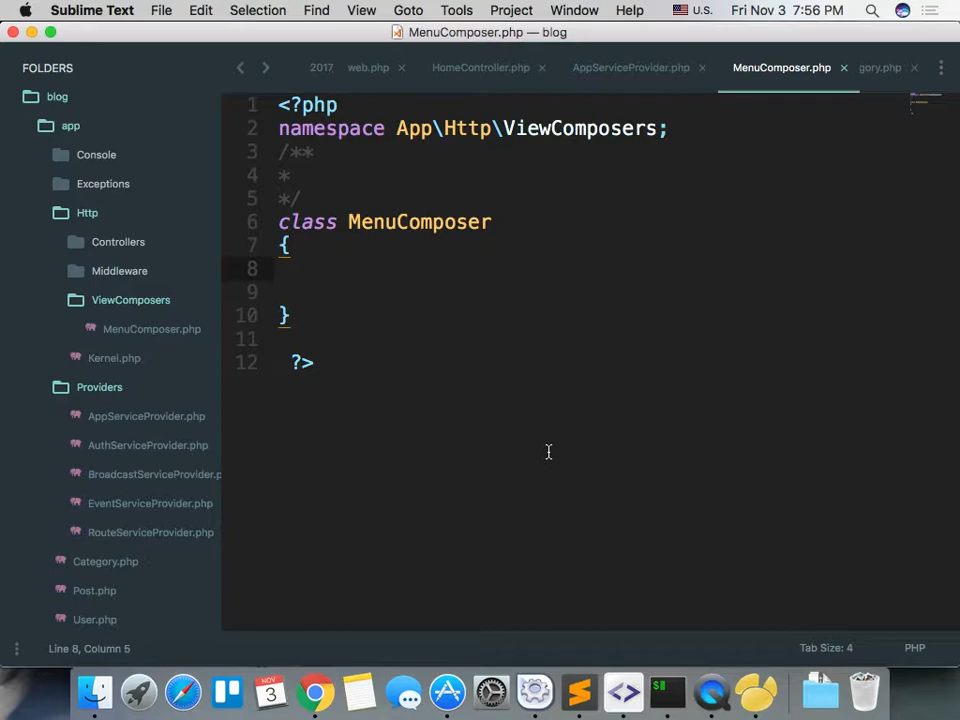 Sublime Text File Edit Selection Find View Goto Tools Project Window Help U.S. Fri Nov 3 7:56 PM
MenuComposer.php — blog
FOLDERS
blog
app
Console
Exceptions
Http
Controllers
Middleware
ViewComposers
MenuComposer.php
Kernel.php
Providers
AppServiceProvider.php
AuthServiceProvider.php
BroadcastServiceProvider.p
EventServiceProvider.php
RouteServiceProvider.php
Category.php
Post.php
User.php
2017 web.php HomeController.php AppServiceProvider.php MenuComposer.php gory.php
1 <?php
2 namespace App\Http\ViewComposers;
3 /**
4 *
5 */
6 class MenuComposer
7 {
8
9
10 }
11
12 ?>
Line 8, Column 5 Tab Size: 4 PHP
NOV
3
$